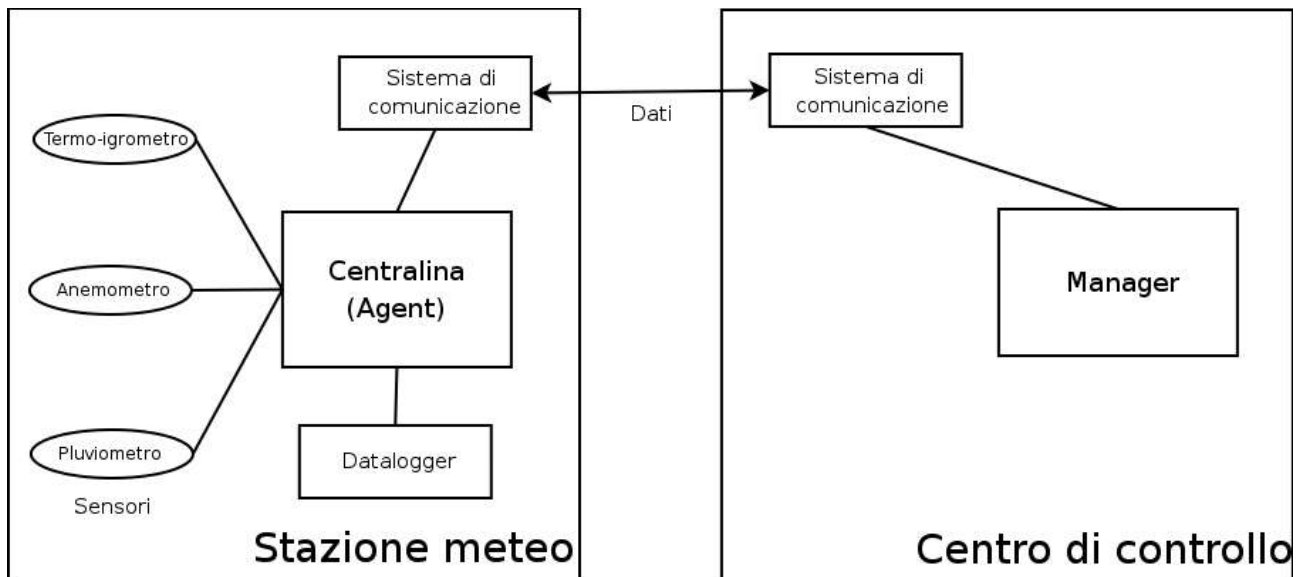 Sistema di
comunicazione
Termo-igrometro
Anemometro
Pluviometro
Sensori
Centralina
(Agent)
Datalogger
Stazione meteo
Dati
Sistema di
comunicazione
Manager
Centro di controllo